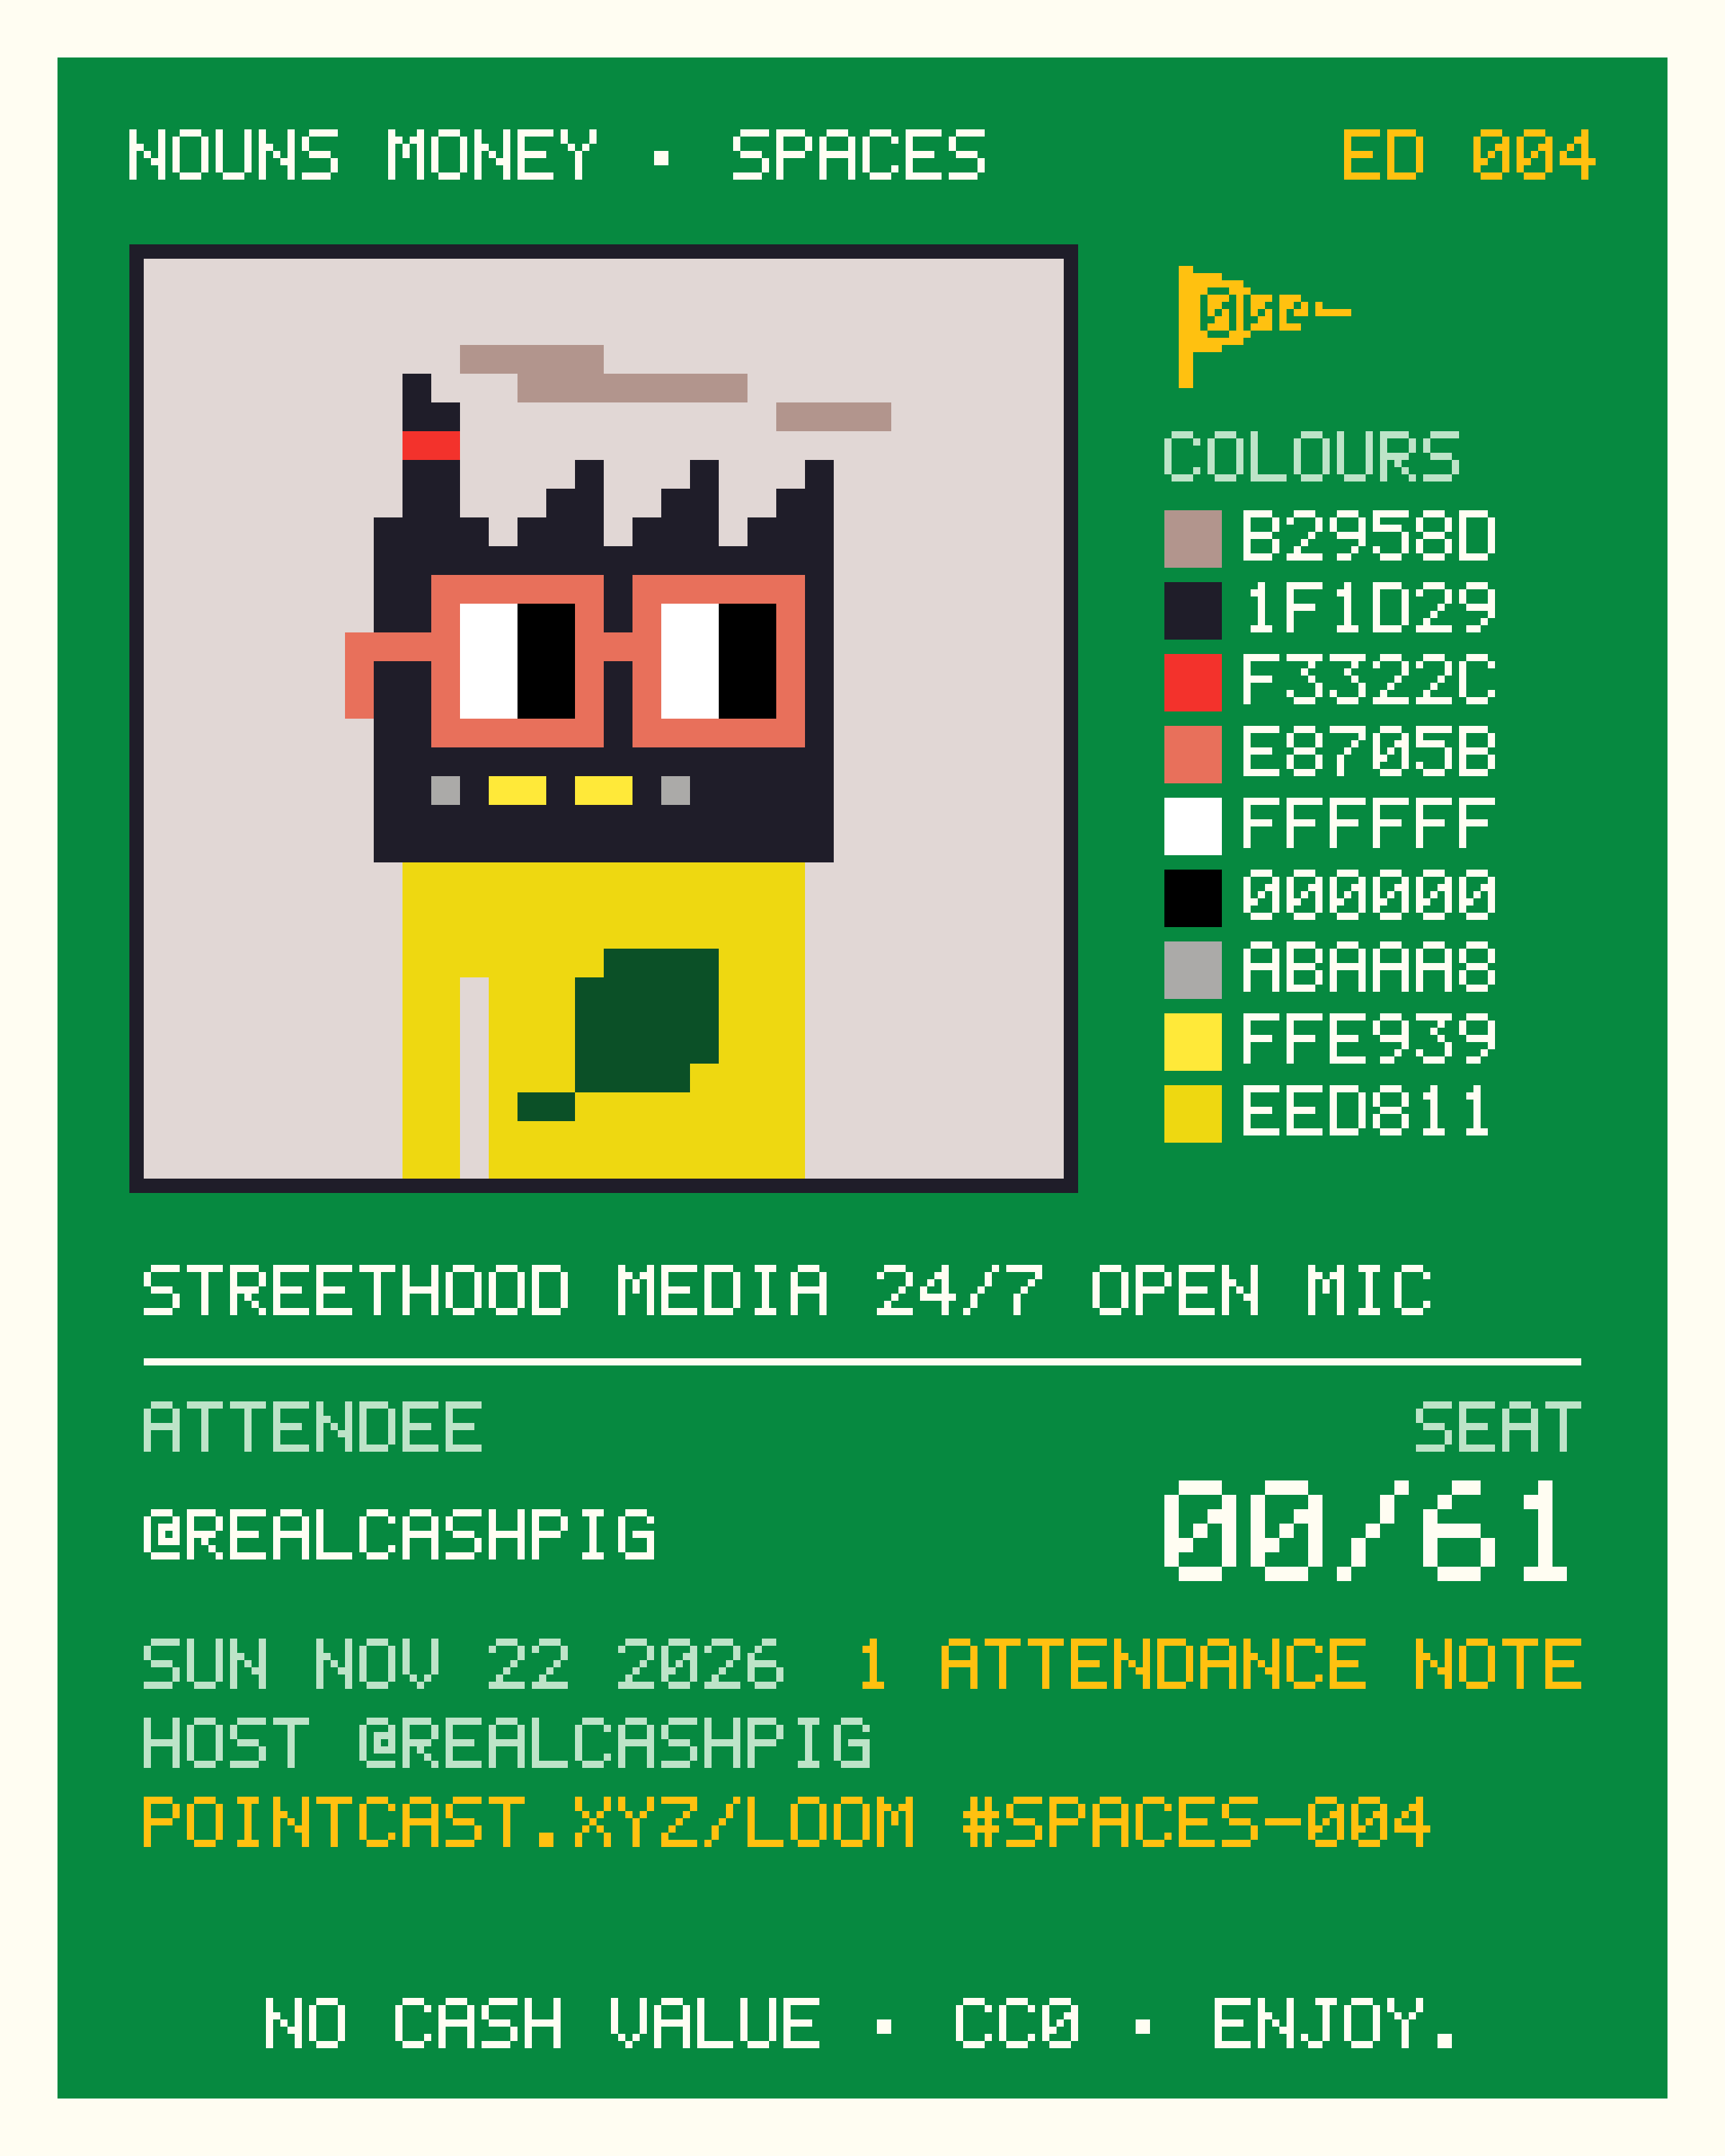 NOUNS MONEY · SPACES
ED 004
COLOURS
B2958D
1F1D29
F3322C
E8705B
FFFFFF
000000
ABAAA8
FFE939
EED811
STREETHOOD MEDIA 24/7 OPEN MIC
ATTENDEE
SEAT
@REALCASHPIG
00/61
SUN NOV 22 2026
1 ATTENDANCE NOTE
HOST @REALCASHPIG
POINTCAST.XYZ/LOOM #SPACES-004
NO CASH VALUE · CC0 · ENJOY.